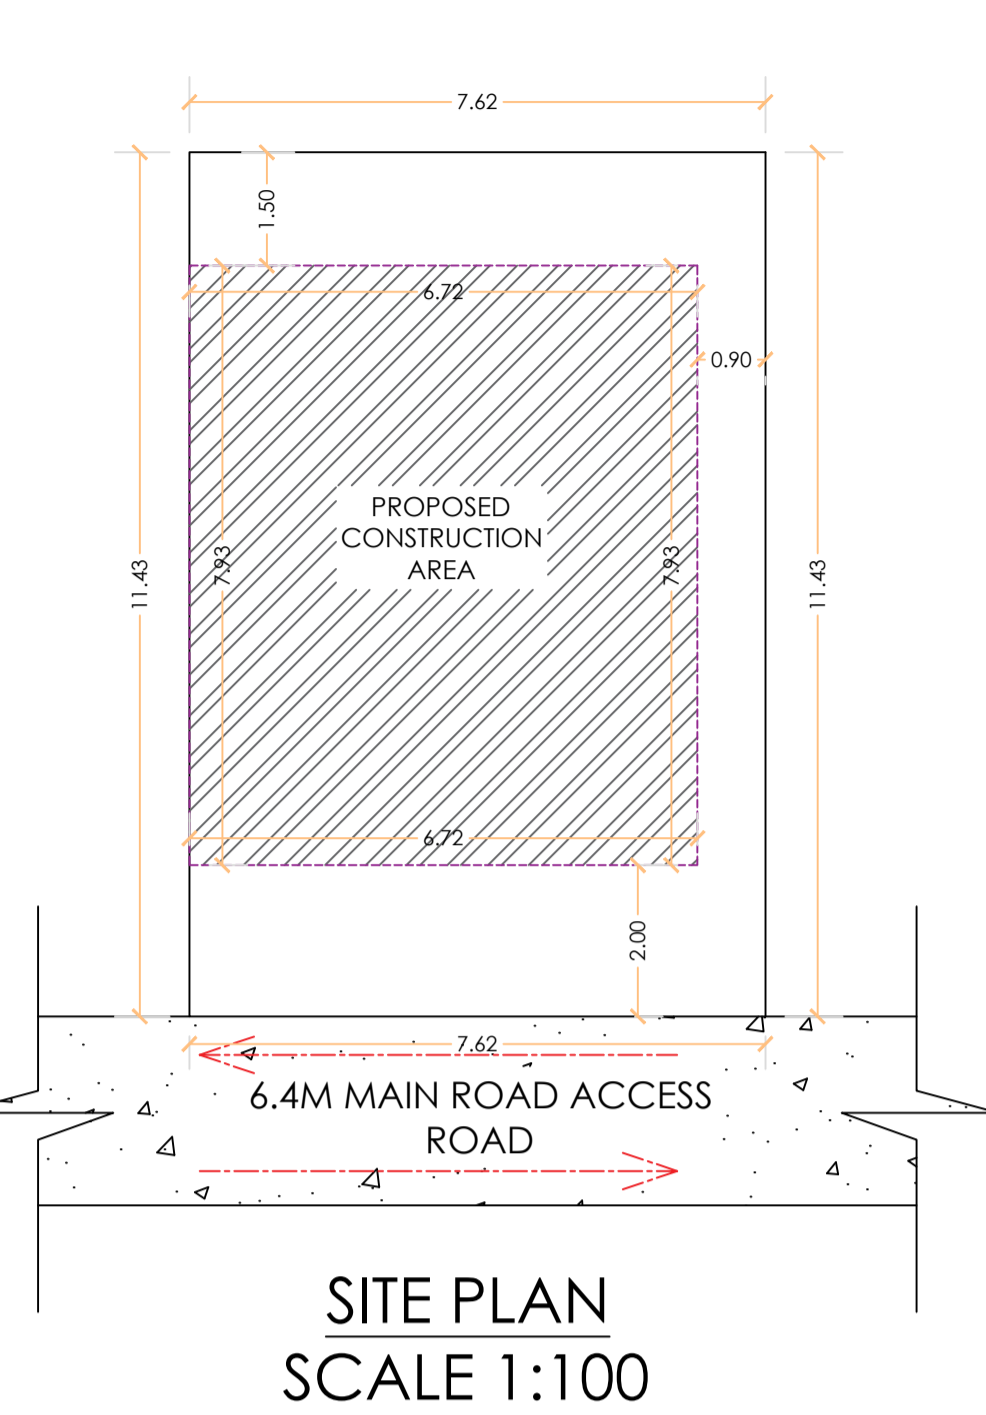 7.62
1.50
6.72
0.90
PROPOSED
CONSTRUCTION
AREA
11.43
7.93
7.93
11.43
6.72
2.00
7.62
6.4M MAIN ROAD ACCESS
ROAD
SITE PLAN
SCALE 1:100